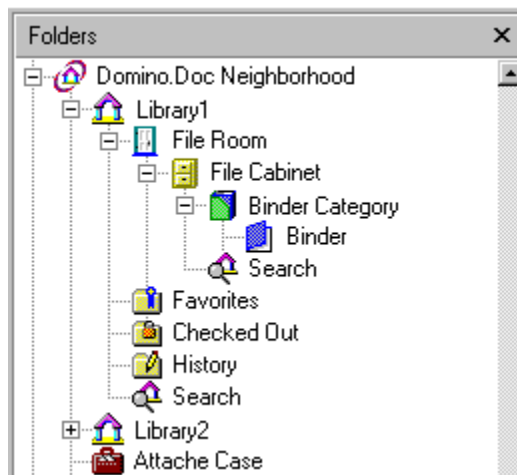 Folders
Domino.Doc Neighborhood
Library1
File Room
File Cabinet
Binder Category
Binder
Search
Favorites
Checked Out
History
Search
Library2
Attache Case